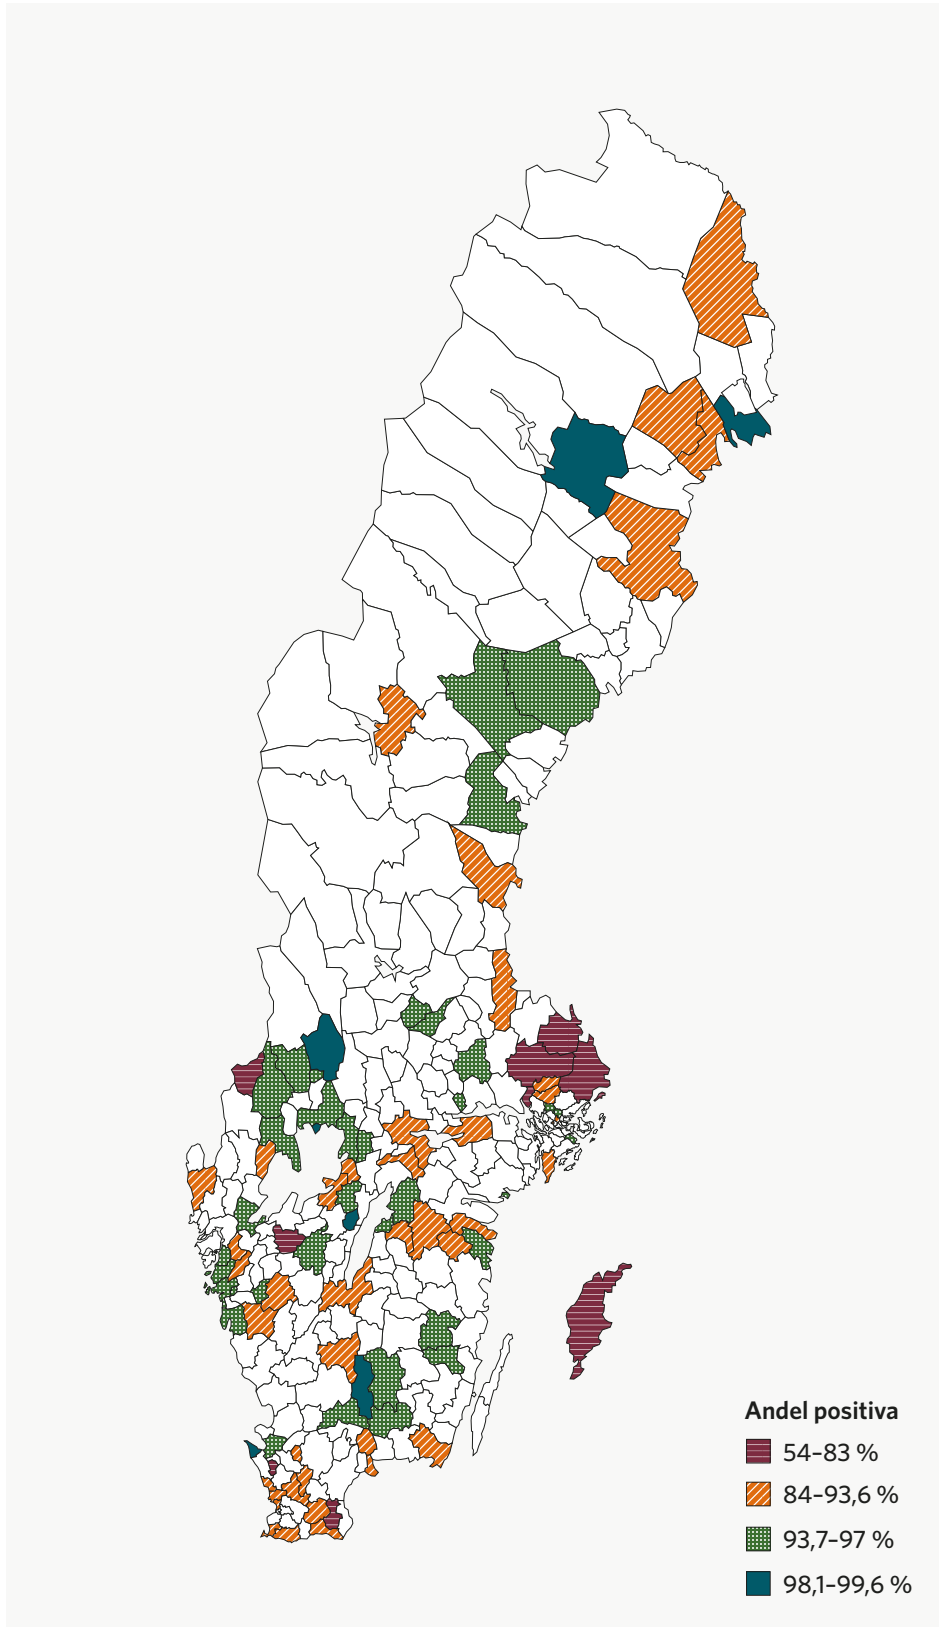 Andel positiva
54–83 %
84–93,6 %
93,7–97 %
98,1–99,6 %